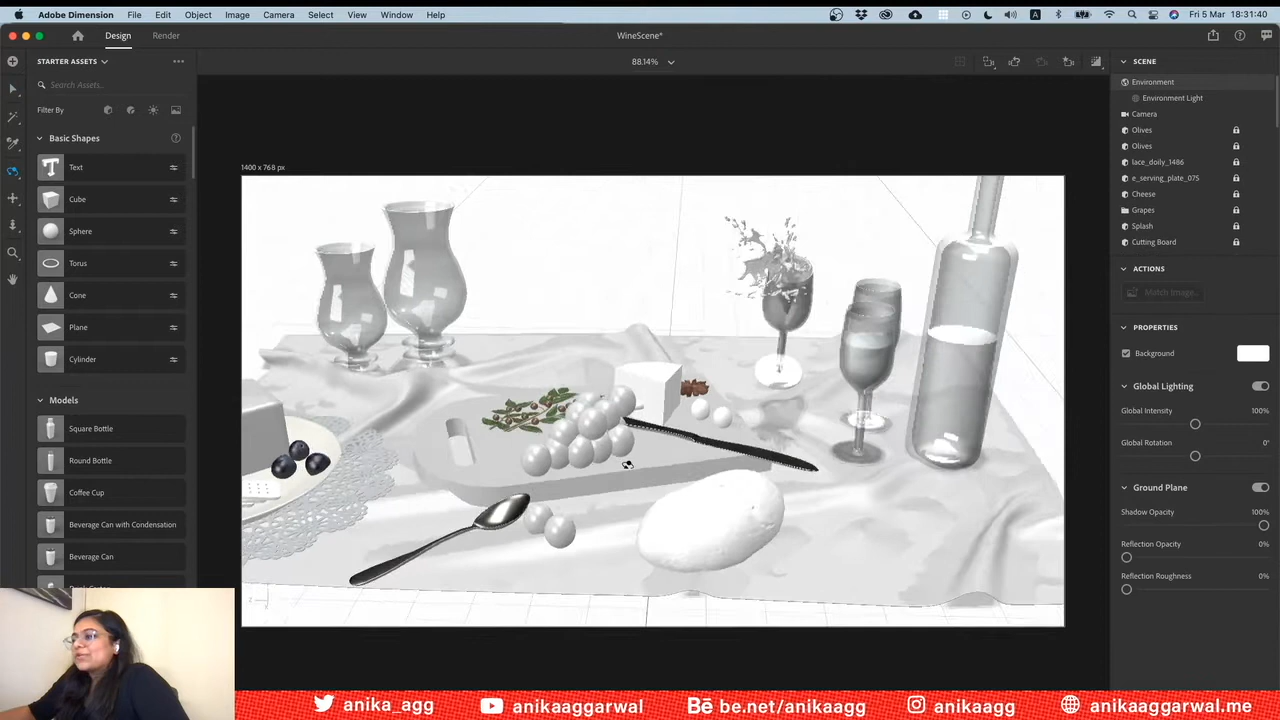 Adobe Dimension File Edit Object Image Camera Select View Window Help
A Fri 5 Mar 18:31:40
Design Render
WineScene*
STARTER ASSETS
88.14%
SCENE
Search Assets..
Environment
Environment Light
Filter By
Camera
Olives
Basic Shapes
Olives
lace_doily_1486
Text
1400 x 768 px
e_serving_plate_075
Cheese
Cube
Grapes
Splash
Sphere
Cutting Board
Torus
ACTIONS
Match Image...
Cone
Plane
PROPERTIES
Background
Cylinder
Global Lighting
Models
Global Intensity 100%
Square Bottle
Global Rotation 0°
Round Bottle
Ground Plane
Coffee Cup
Shadow Opacity 100%
Beverage Can with Condensation
Reflection Opacity 0%
Beverage Can
Reflection Roughness 0%
anika_agg anikaaggarwal Bē be.net/anikaagg anikaagg anikaaggarwal.me